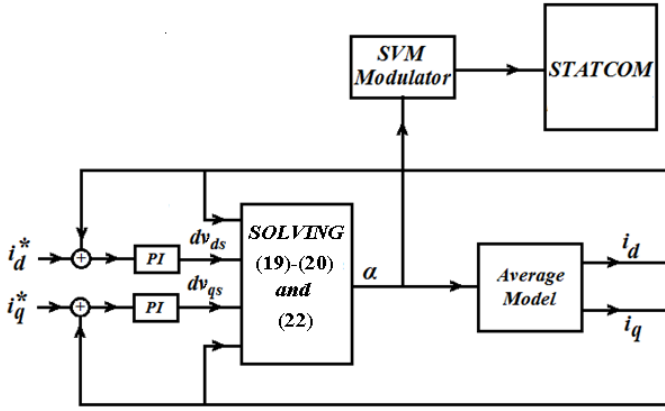 SVM
Modulator
STATCOM
i_d^*
+
PI
dv_ds
i_q^*
+
PI
dv_qs
SOLVING
(19)-(20)
and
(22)
α
Average
Model
i_d
i_q